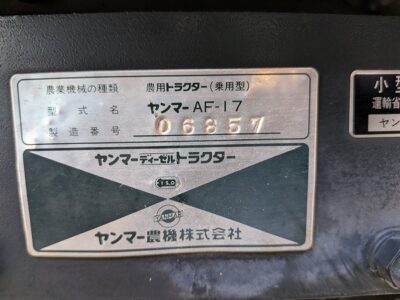 農業機械の種類 農用トラクター(乗用型)
型式名 ヤンマー AF-17
製造番号 06857
ヤンマーディーゼルトラクター
ヤンマー農機株式会社
小型
運輸省
ヤン